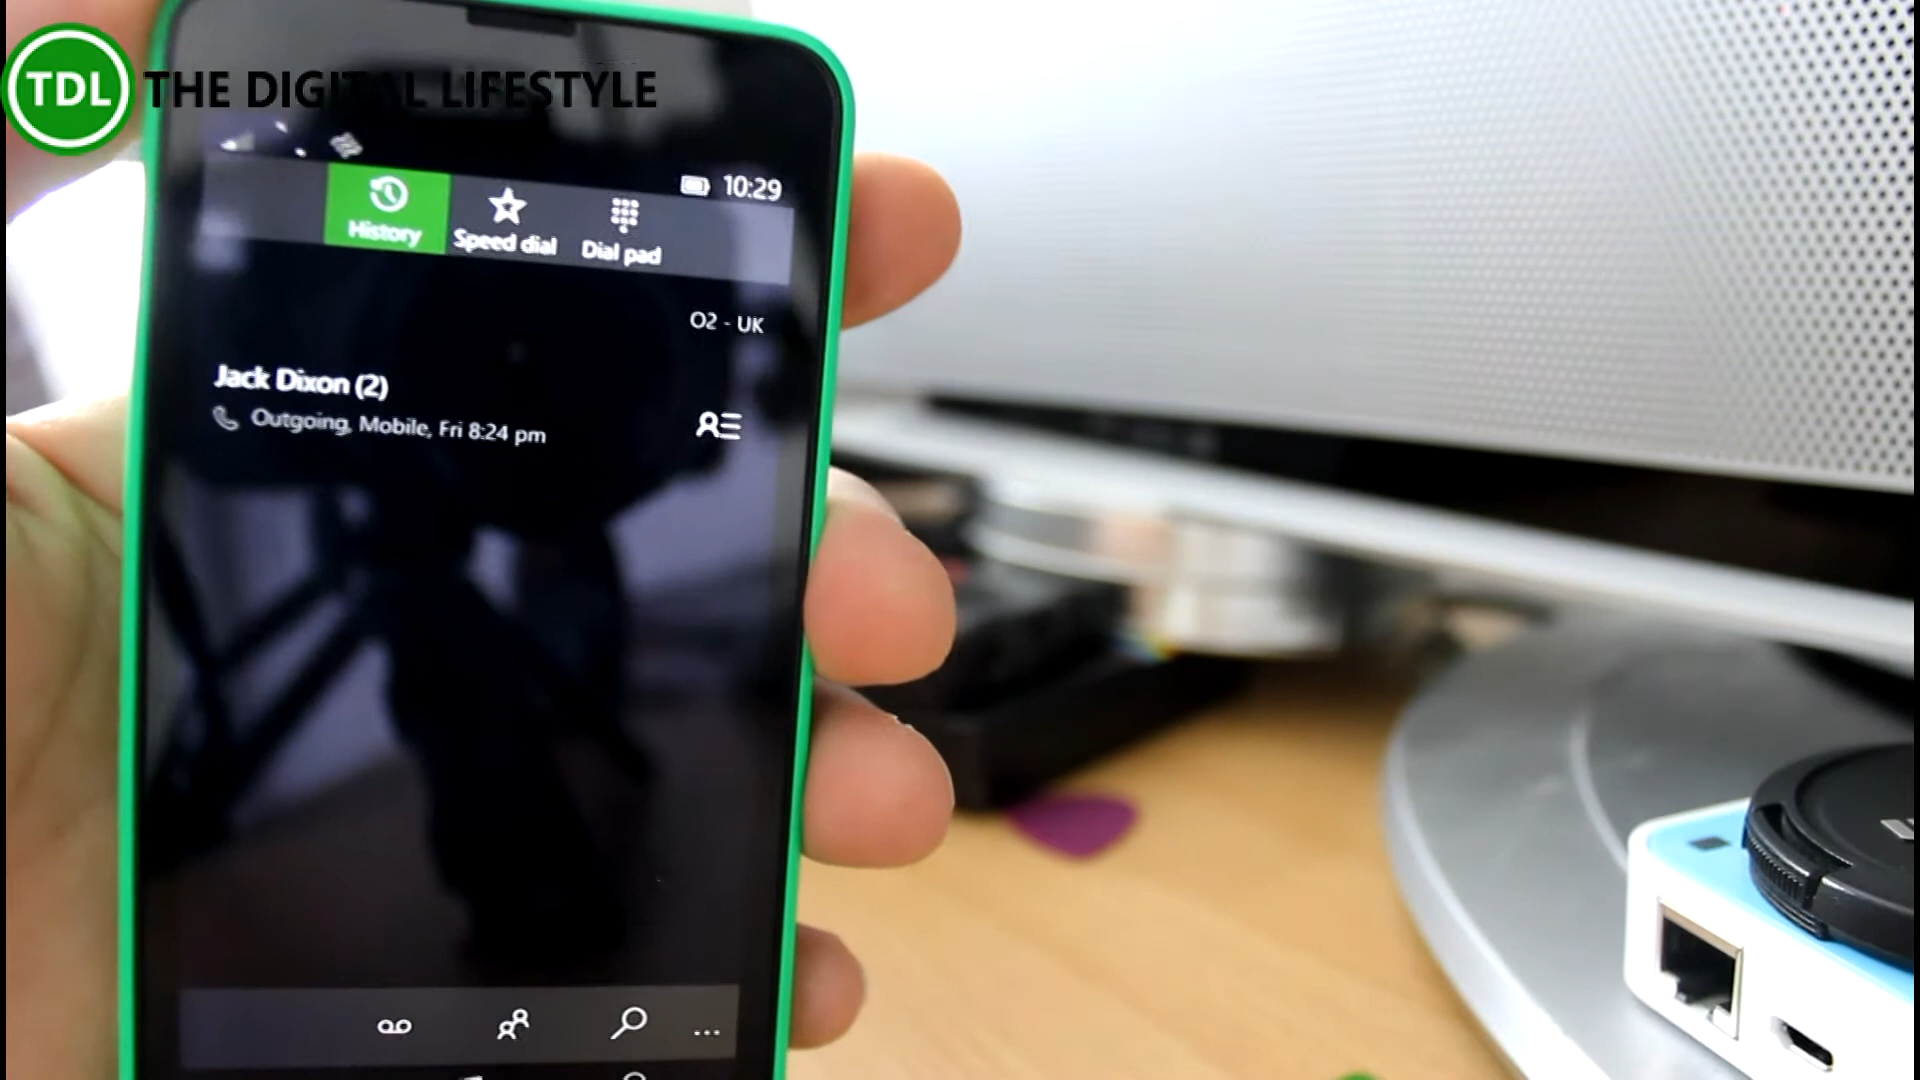 TDL THE DIGITAL LIFESTYLE
10:29
History Speed dial Dial pad
O2 - UK
Jack Dixon (2)
Outgoing, Mobile, Fri 8:24 pm